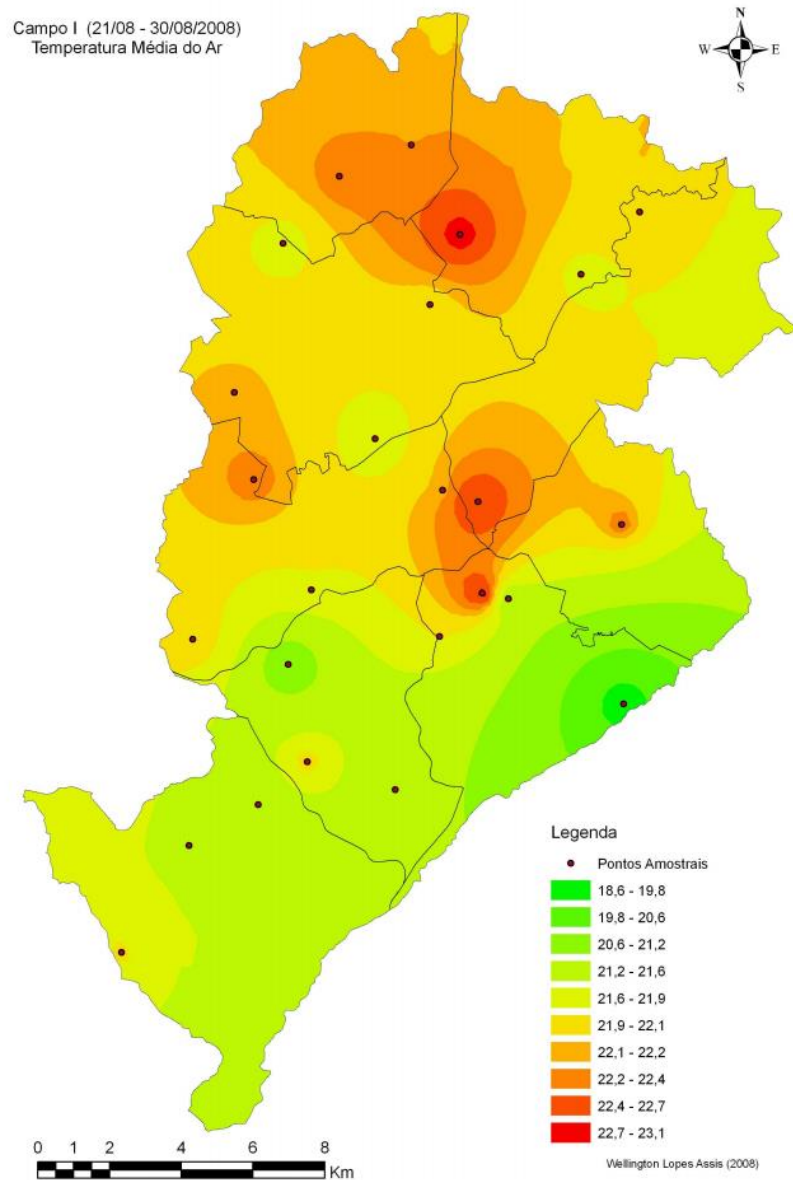 Campo I (21/08 - 30/08/2008)
Temperatura Média do Ar
N
W E
S
Legenda
Pontos Amostrais
18,6 - 19,8
19,8 - 20,6
20,6 - 21,2
21,2 - 21,6
21,6 - 21,9
21,9 - 22,1
22,1 - 22,2
22,2 - 22,4
22,4 - 22,7
22,7 - 23,1
0 2 4 6 8
Km
Wellington Lopes Assis (2008)